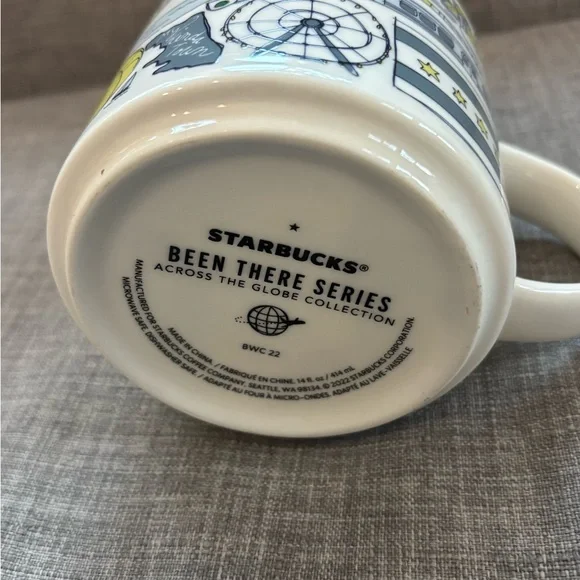 STARBUCKS®
BEEN THERE SERIES
ACROSS THE GLOBE COLLECTION
BWC 22
MADE IN CHINA / FABRIQUÉ EN CHINE. 14 fl. oz / 414 mL
MANUFACTURED FOR STARBUCKS COFFEE COMPANY, SEATTLE, WA 98134. © 2022 STARBUCKS CORPORATION.
MICROWAVE SAFE. DISHWASHER SAFE / ADAPTÉ AU FOUR À MICRO-ONDES. ADAPTÉ AU LAVE-VAISSELLE